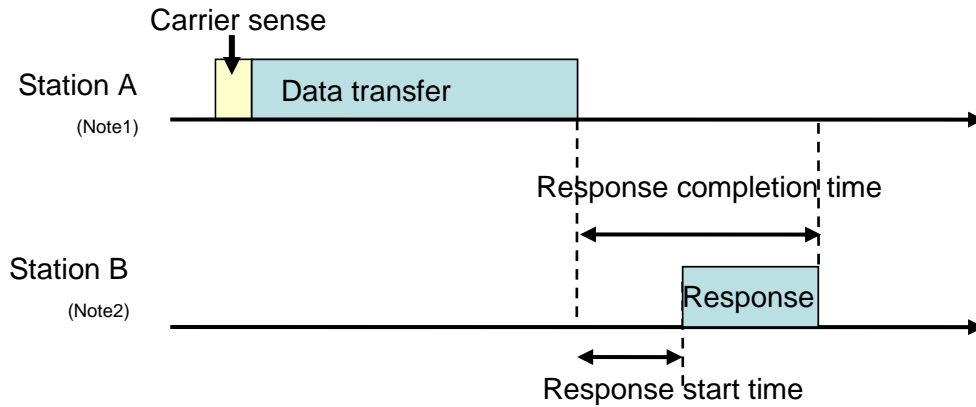 Carrier sense
Station A
Data transfer
(Note1)
Response completion time
Station B
Response
(Note2)
Response start time